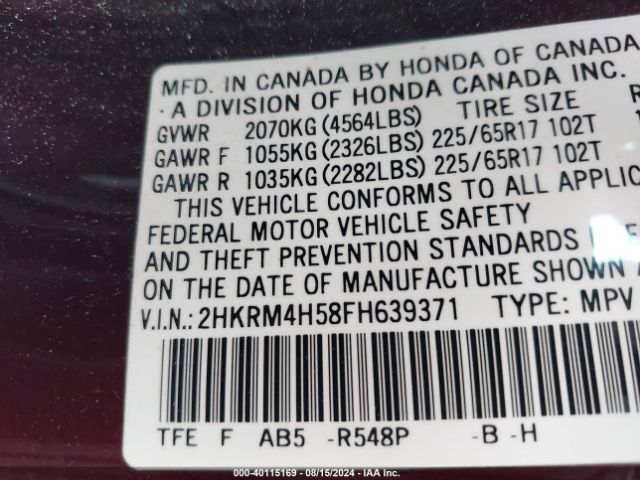 MFD. IN CANADA BY HONDA OF CANADA
- A DIVISION OF HONDA CANADA INC.
GVWR 2070KG(4564LBS) TIRE SIZE R
GAWR F 1055KG(2326LBS) 225/65R17 102T
GAWR R 1035KG(2282LBS) 225/65R17 102T
THIS VEHICLE CONFORMS TO ALL APPLIC
FEDERAL MOTOR VEHICLE SAFETY
AND THEFT PREVENTION STANDARDS
ON THE DATE OF MANUFACTURE SHOWN
V.I.N.: 2HKRM4H58FH639371 TYPE: MPV
TFE F AB5 -R548P -B -H
000-40115169 - 08/15/2024 - IAA Inc.